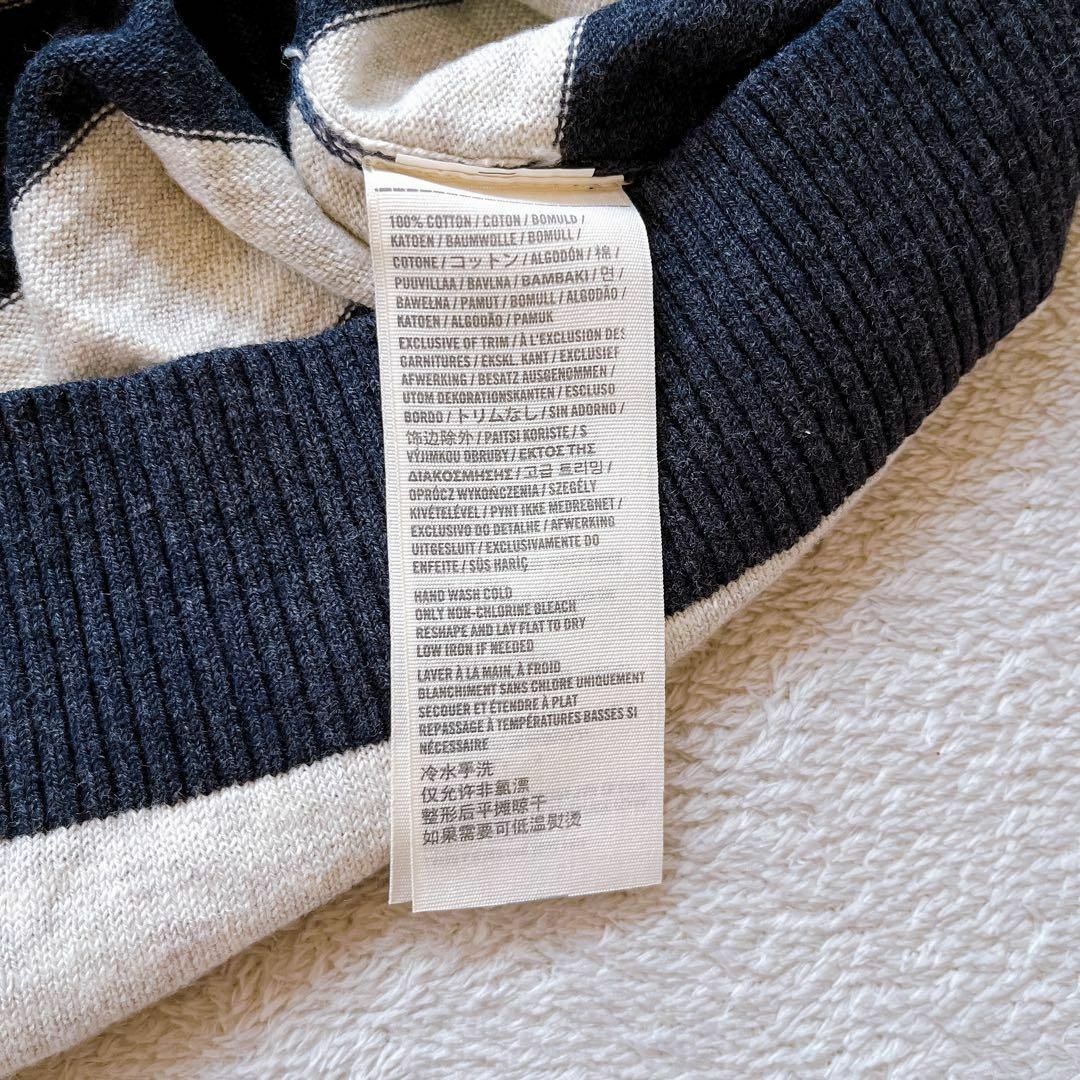 100% COTTON / COTON / BOMULD /
KATOEN / BAUMWOLLE / BOMULL /
COTONE / コットン / ALGODÓN / 棉 /
PUUVILLAA / BAVLNA / ΒΑΜΒΑΚΙ / 면 /
BAWEŁNA / PAMUT / BOMULL / ALGODÃO /
KATOEN / ALGODÃO / PAMUK
EXCLUSIVE OF TRIM / À L'EXCLUSION DES
GARNITURES / EKSKL. KANT / EXCLUSIEF
AFWERKING / BESATZ AUSGENOMMEN /
UTOM DEKORATIONSKANTEN / ESCLUSO
BORDO / トリムなし / SIN ADORNO /
饰边除外 / PAITSI KORISTE / S
VÝJIMKOU OBRUBY / ΕΚΤΟΣ ΤΗΣ
ΔΙΑΚΟΣΜΗΣΗΣ / 고급 트리밍 /
OPRÓCZ WYKOŃCZENIA / SZEGÉLY
KIVÉTELÉVEL / PYNT IKKE MEDREGNET /
EXCLUSIVO DO DETALHE / AFWERKING
UITGESLUIT / EXCLUSIVAMENTE DO
ENFEITE / SÜS HARİÇ
HAND WASH COLD
ONLY NON-CHLORINE BLEACH
RESHAPE AND LAY FLAT TO DRY
LOW IRON IF NEEDED
LAVER À LA MAIN, À FROID
BLANCHIMENT SANS CHLORE UNIQUEMENT
SECOUER ET ÉTENDRE À PLAT
REPASSAGE À TEMPÉRATURES BASSES SI
NÉCESSAIRE
冷水手洗
仅允许非氯漂
整形后平摊晾干
如果需要可低温熨烫